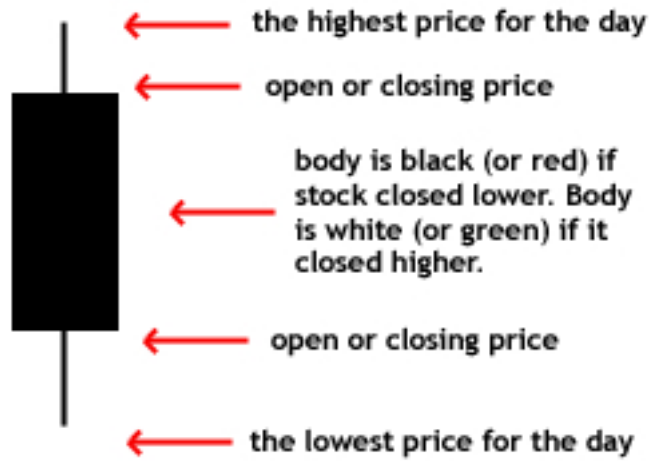 the highest price for the day
open or closing price
body is black (or red) if
stock closed lower. Body
is white (or green) if it
closed higher.
open or closing price
the lowest price for the day